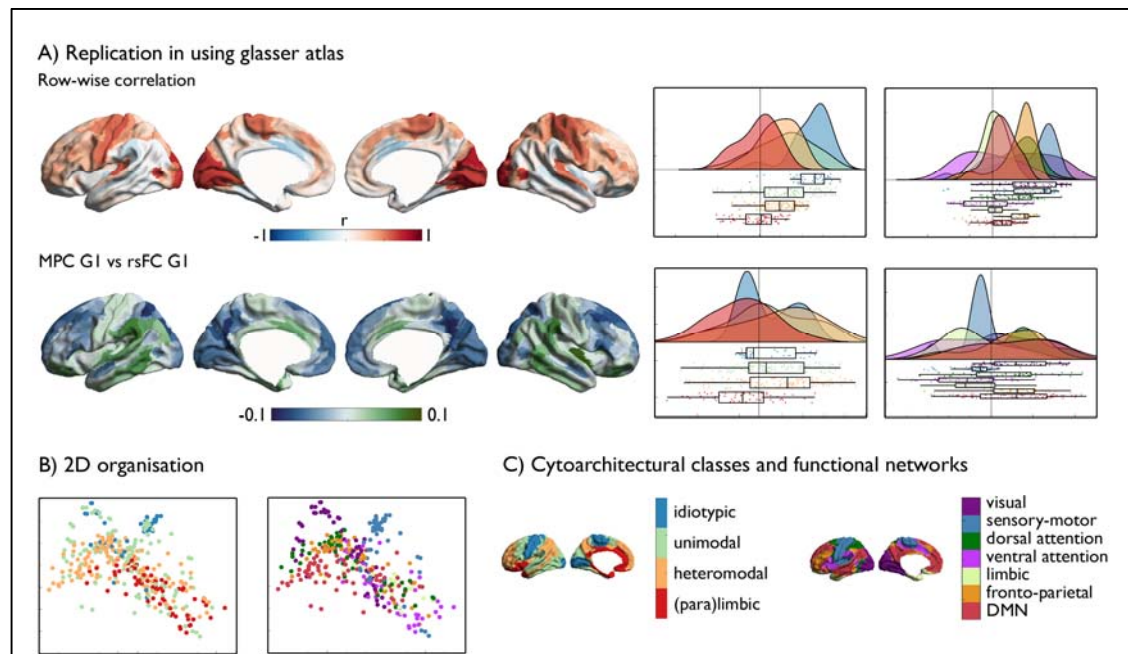 A) Replication in using glasser atlas
Row-wise correlation
r
-1 1
MPC G1 vs rsFC G1
-0.1 0.1
B) 2D organisation
C) Cytoarchitectural classes and functional networks
idiotypic
unimodal
heteromodal
(para)limbic
visual
sensory-motor
dorsal attention
ventral attention
limbic
fronto-parietal
DMN